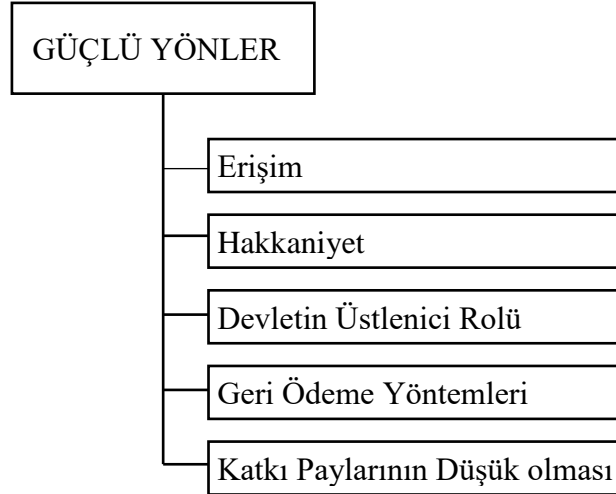 GÜÇLÜ YÖNLER
Erişim
Hakkaniyet
Devletin Üstlenici Rolü
Geri Ödeme Yöntemleri
Katkı Paylarının Düşük olması